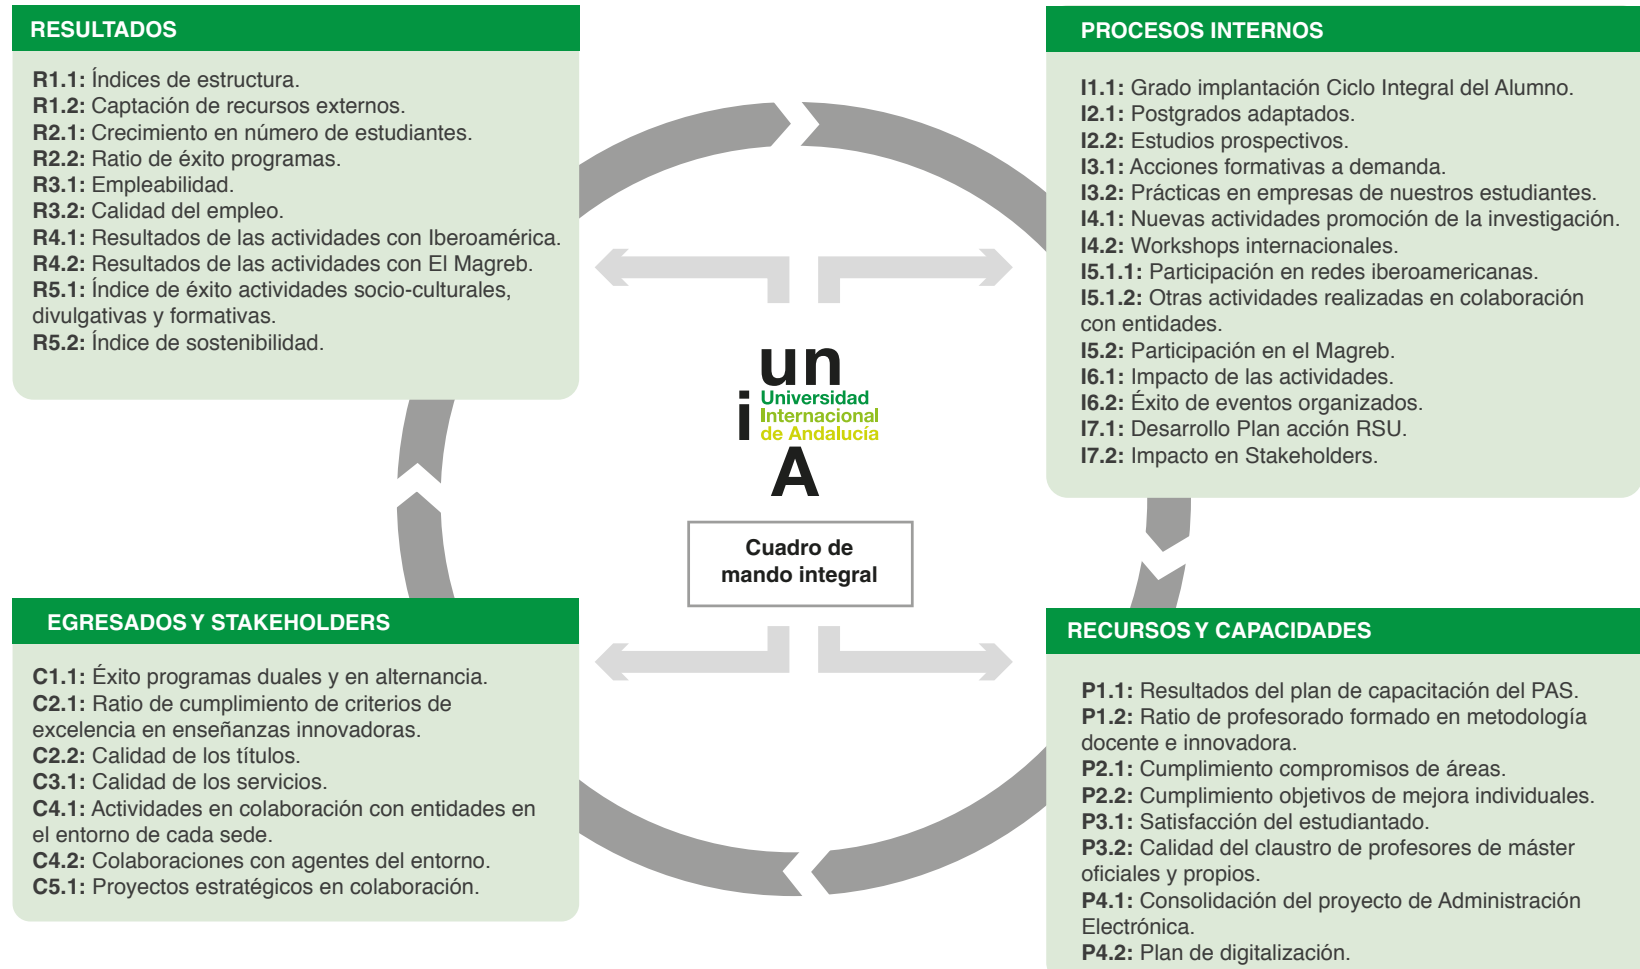 RESULTADOS
R1.1: Índices de estructura.
R1.2: Captación de recursos externos.
R2.1: Crecimiento en número de estudiantes.
R2.2: Ratio de éxito programas.
R3.1: Empleabilidad.
R3.2: Calidad del empleo.
R4.1: Resultados de las actividades con Iberoamérica.
R4.2: Resultados de las actividades con El Magreb.
R5.1: Índice de éxito actividades socio-culturales,
divulgativas y formativas.
R5.2: Índice de sostenibilidad.
PROCESOS INTERNOS
I1.1: Grado implantación Ciclo Integral del Alumno.
I2.1: Postgrados adaptados.
I2.2: Estudios prospectivos.
I3.1: Acciones formativas a demanda.
I3.2: Prácticas en empresas de nuestros estudiantes.
I4.1: Nuevas actividades promoción de la investigación.
I4.2: Workshops internacionales.
I5.1.1: Participación en redes iberoamericanas.
I5.1.2: Otras actividades realizadas en colaboración
con entidades.
I5.2: Participación en el Magreb.
I6.1: Impacto de las actividades.
I6.2: Éxito de eventos organizados.
I7.1: Desarrollo Plan acción RSU.
I7.2: Impacto en Stakeholders.
un
i
Universidad
Internacional
de Andalucía
A
Cuadro de
mando integral
EGRESADOS Y STAKEHOLDERS
C1.1: Éxito programas duales y en alternancia.
C2.1: Ratio de cumplimiento de criterios de
excelencia en enseñanzas innovadoras.
C2.2: Calidad de los títulos.
C3.1: Calidad de los servicios.
C4.1: Actividades en colaboración con entidades en
el entorno de cada sede.
C4.2: Colaboraciones con agentes del entorno.
C5.1: Proyectos estratégicos en colaboración.
RECURSOS Y CAPACIDADES
P1.1: Resultados del plan de capacitación del PAS.
P1.2: Ratio de profesorado formado en metodología
docente e innovadora.
P2.1: Cumplimiento compromisos de áreas.
P2.2: Cumplimiento objetivos de mejora individuales.
P3.1: Satisfacción del estudiantado.
P3.2: Calidad del claustro de profesores de máster
oficiales y propios.
P4.1: Consolidación del proyecto de Administración
Electrónica.
P4.2: Plan de digitalización.